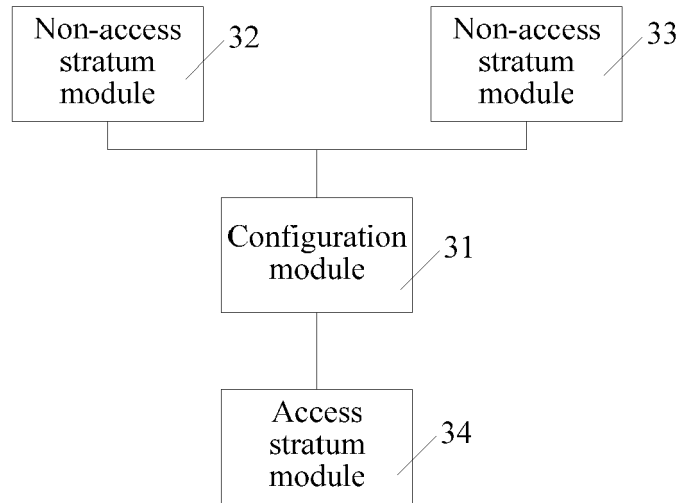 Non-access
stratum
module
32
Non-access
stratum
module
33
Configuration
module
31
Access
stratum
module
34